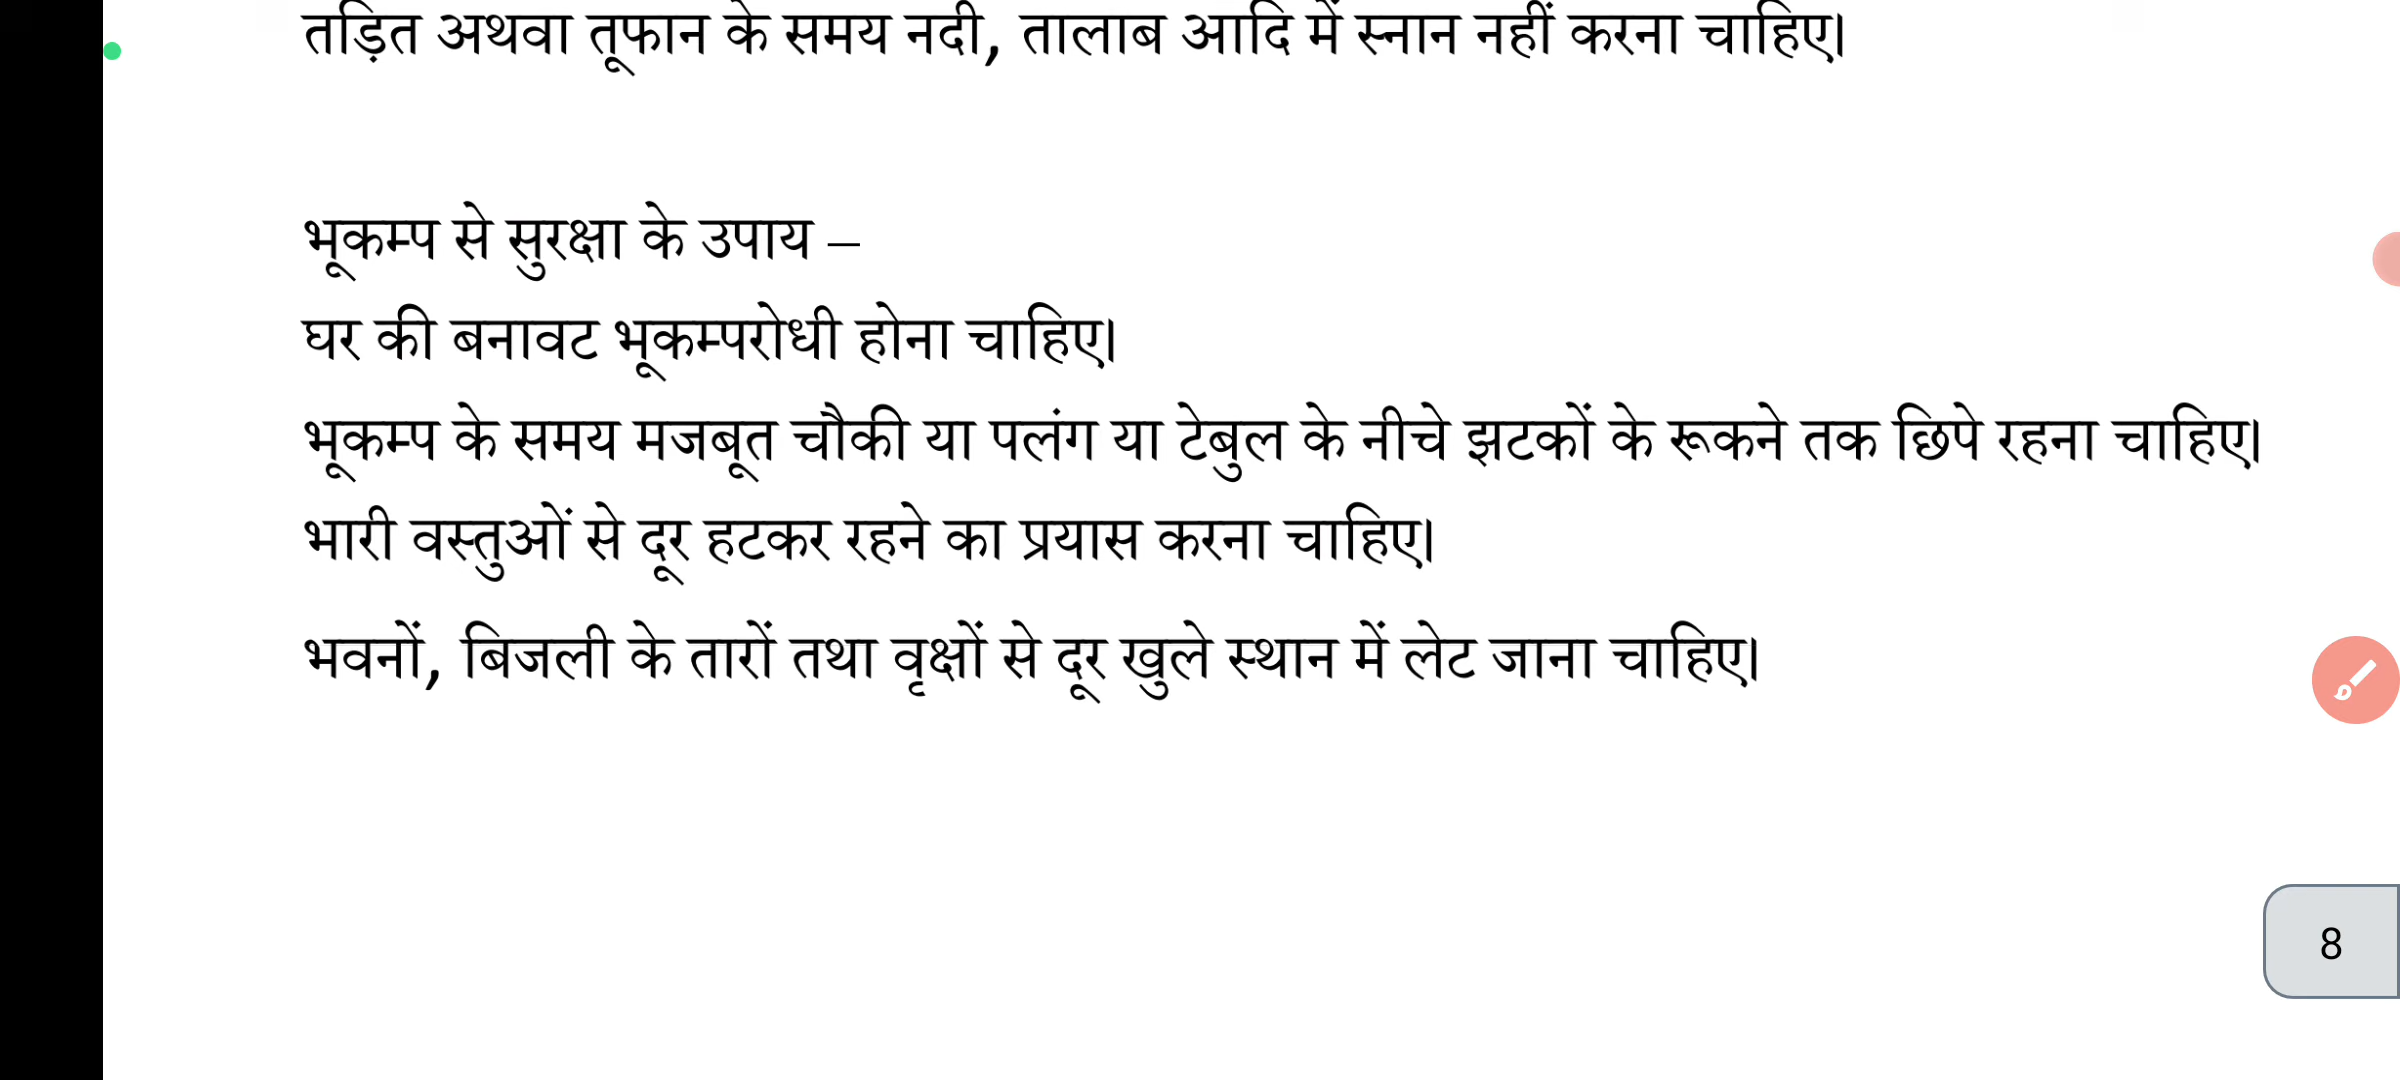 तड़ित अथवा तूफान के समय नदी, तालाब आदि में स्नान नहीं करना चाहिए।
भूकम्प से सुरक्षा के उपाय –
घर की बनावट भूकम्परोधी होना चाहिए।
भूकम्प के समय मजबूत चौकी या पलंग या टेबुल के नीचे झटकों के रूकने तक छिपे रहना चाहिए।
भारी वस्तुओं से दूर हटकर रहने का प्रयास करना चाहिए।
भवनों, बिजली के तारों तथा वृक्षों से दूर खुले स्थान में लेट जाना चाहिए।
8